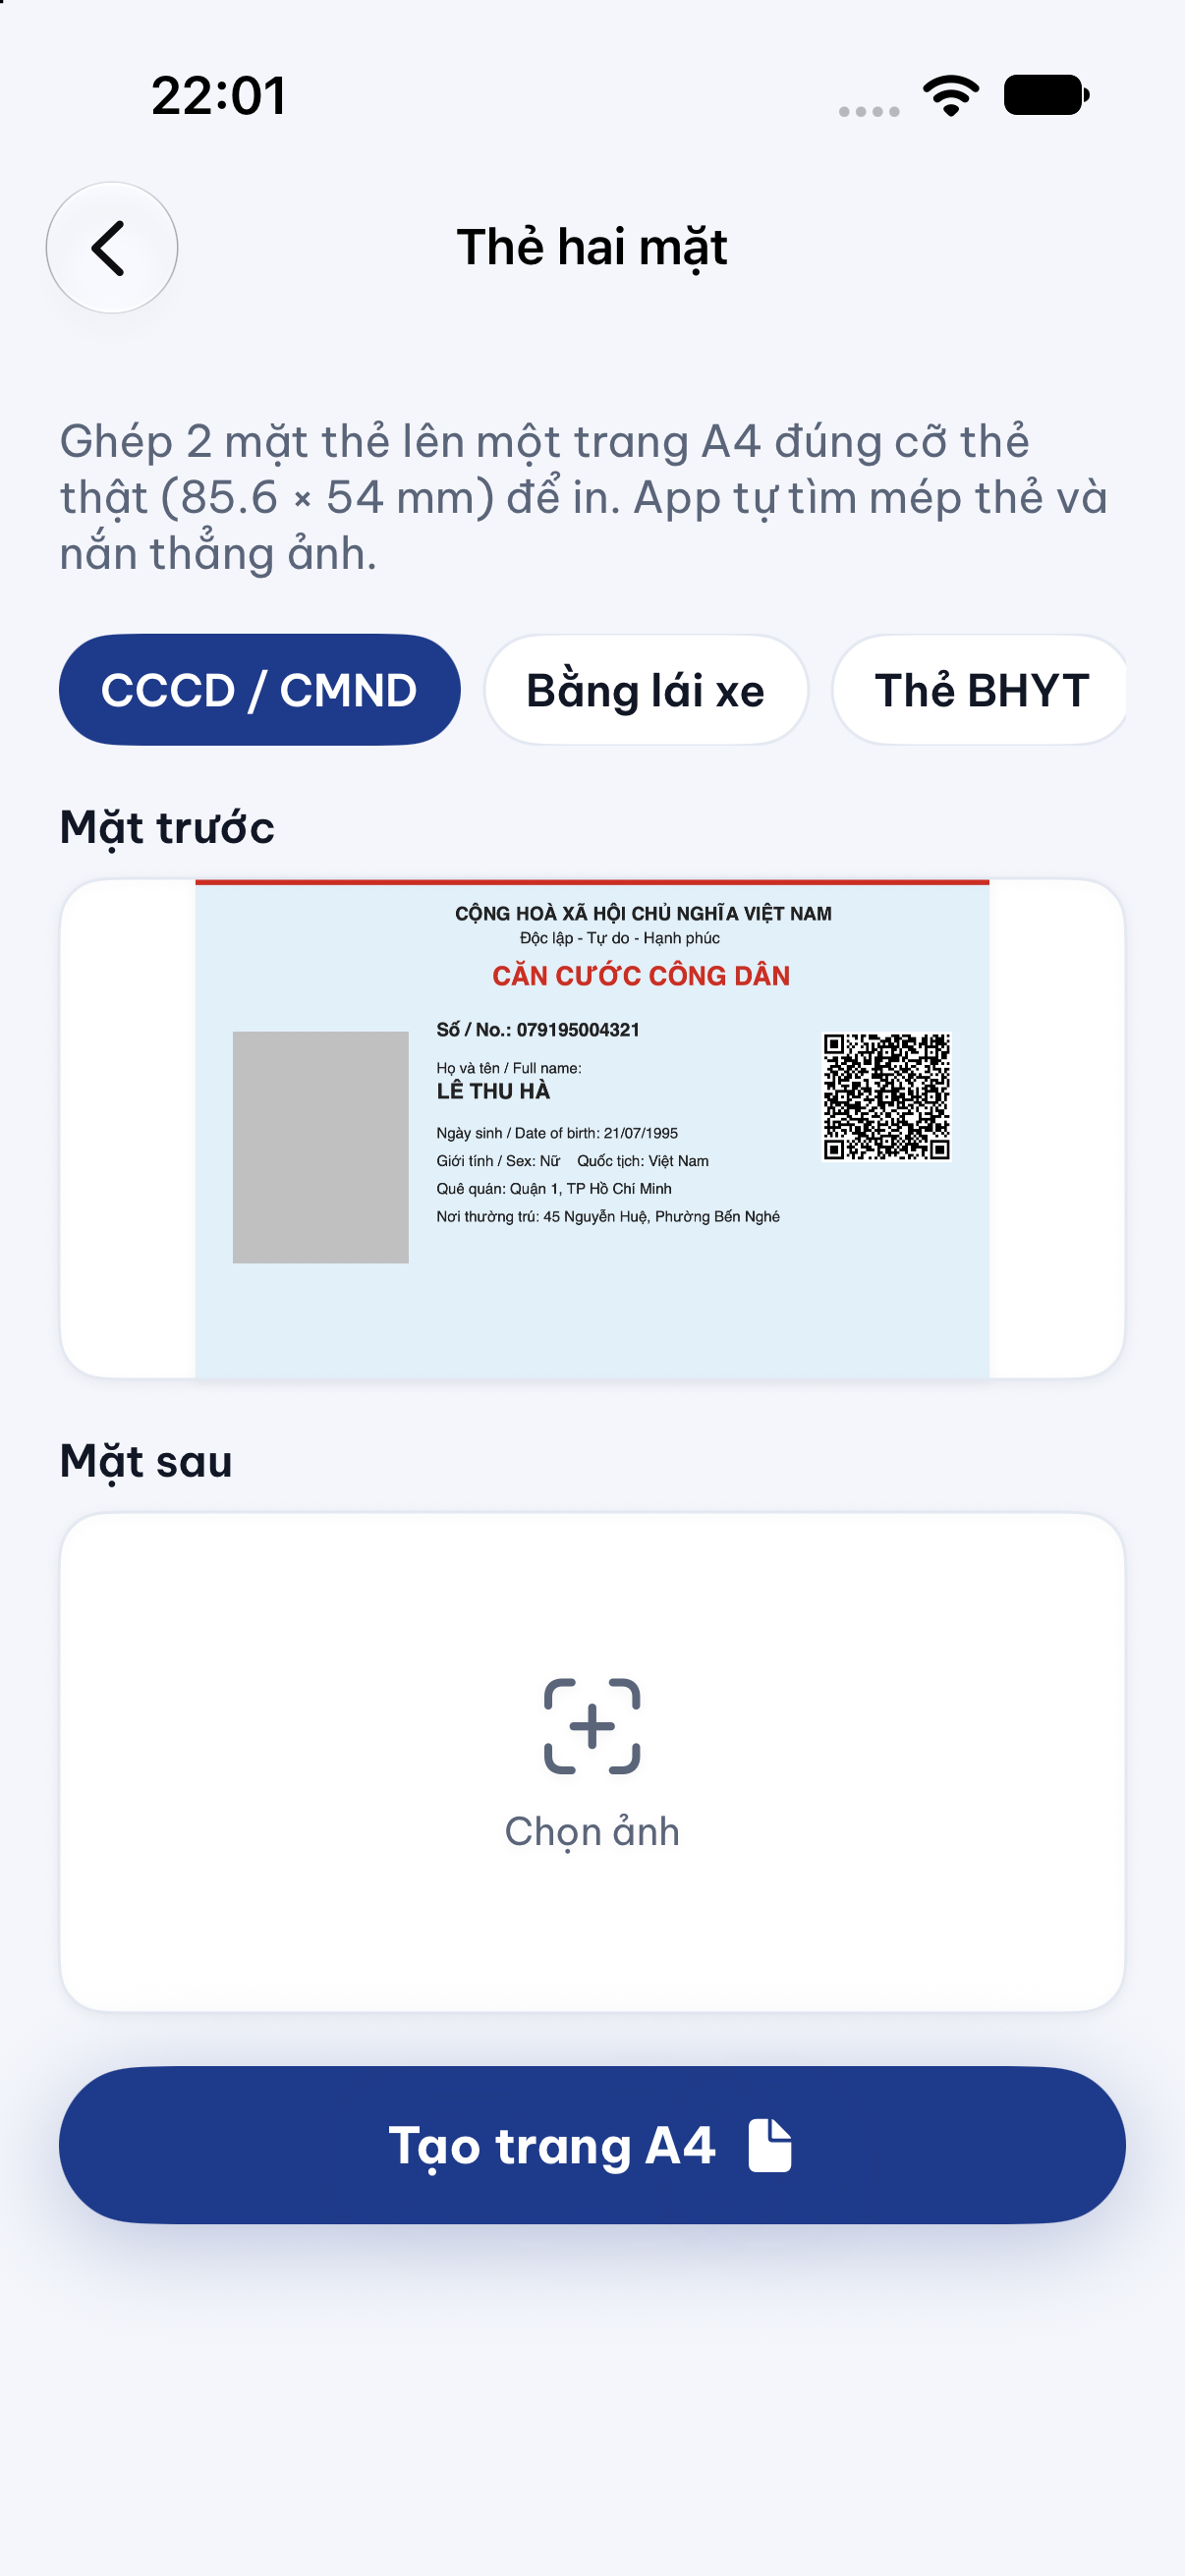 22:01
Thẻ hai mặt
Ghép 2 mặt thẻ lên một trang A4 đúng cỡ thẻ
thật (85.6 × 54 mm) để in. App tự tìm mép thẻ và
nắn thẳng ảnh.
CCCD / CMND
Bằng lái xe
Thẻ BHYT
Mặt trước
CỘNG HOÀ XÃ HỘI CHỦ NGHĨA VIỆT NAM
Độc lập - Tự do - Hạnh phúc
CĂN CƯỚC CÔNG DÂN
Số / No.: 079195004321
Họ và tên / Full name:
LÊ THU HÀ
Ngày sinh / Date of birth: 21/07/1995
Giới tính / Sex: Nữ Quốc tịch: Việt Nam
Quê quán: Quận 1, TP Hồ Chí Minh
Nơi thường trú: 45 Nguyễn Huệ, Phường Bến Nghé
Mặt sau
Chọn ảnh
Tạo trang A4